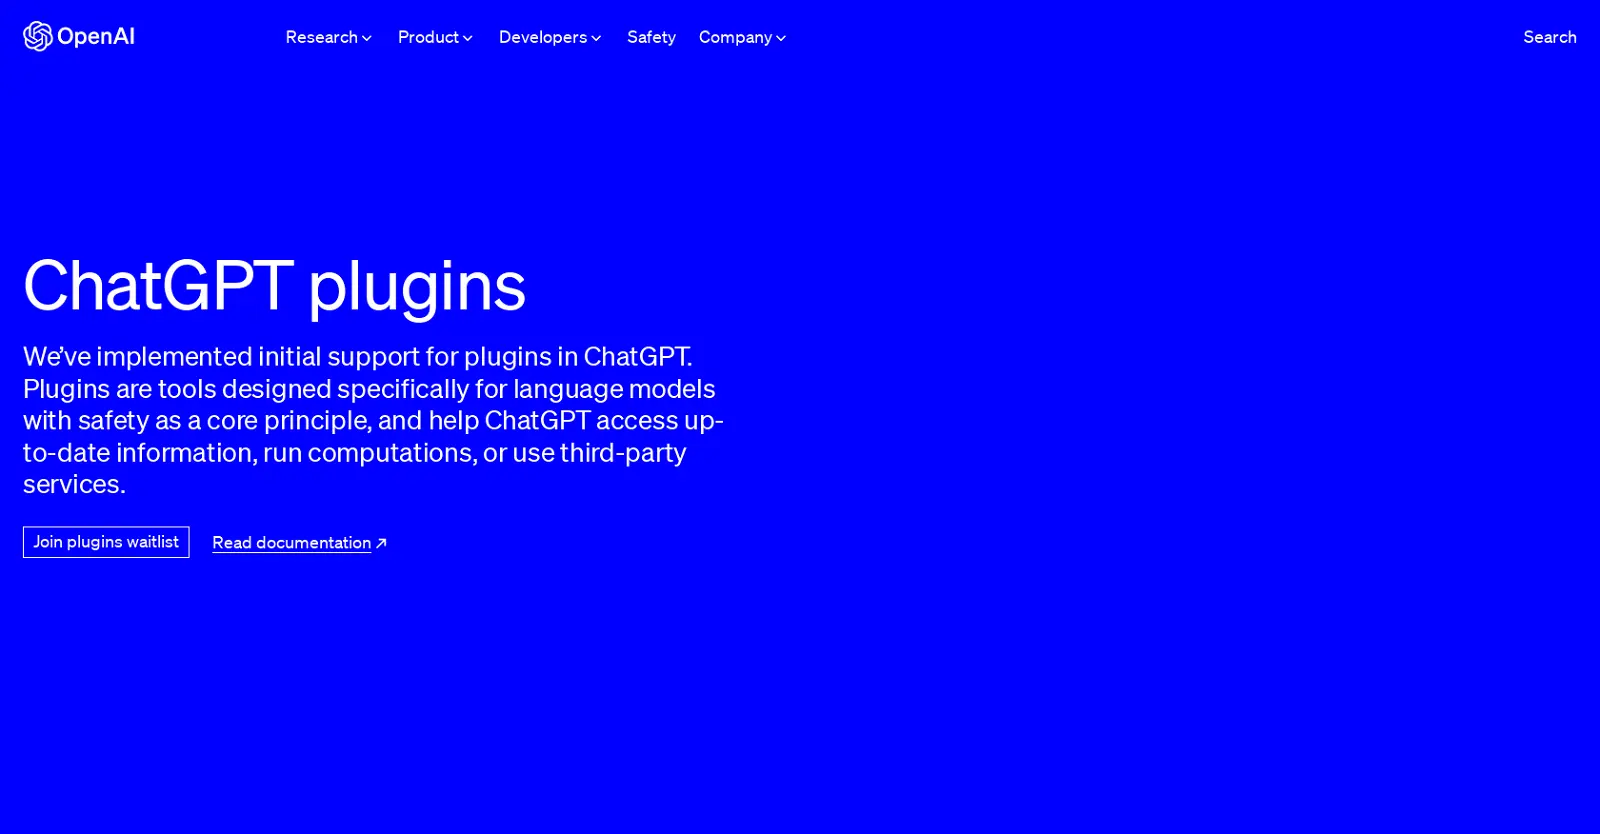 OpenAI
Research
Product
Developers
Safety
Company
Search
ChatGPT plugins
We’ve implemented initial support for plugins in ChatGPT.
Plugins are tools designed specifically for language models
with safety as a core principle, and help ChatGPT access up-
to-date information, run computations, or use third-party
services.
Join plugins waitlist
Read documentation ↗